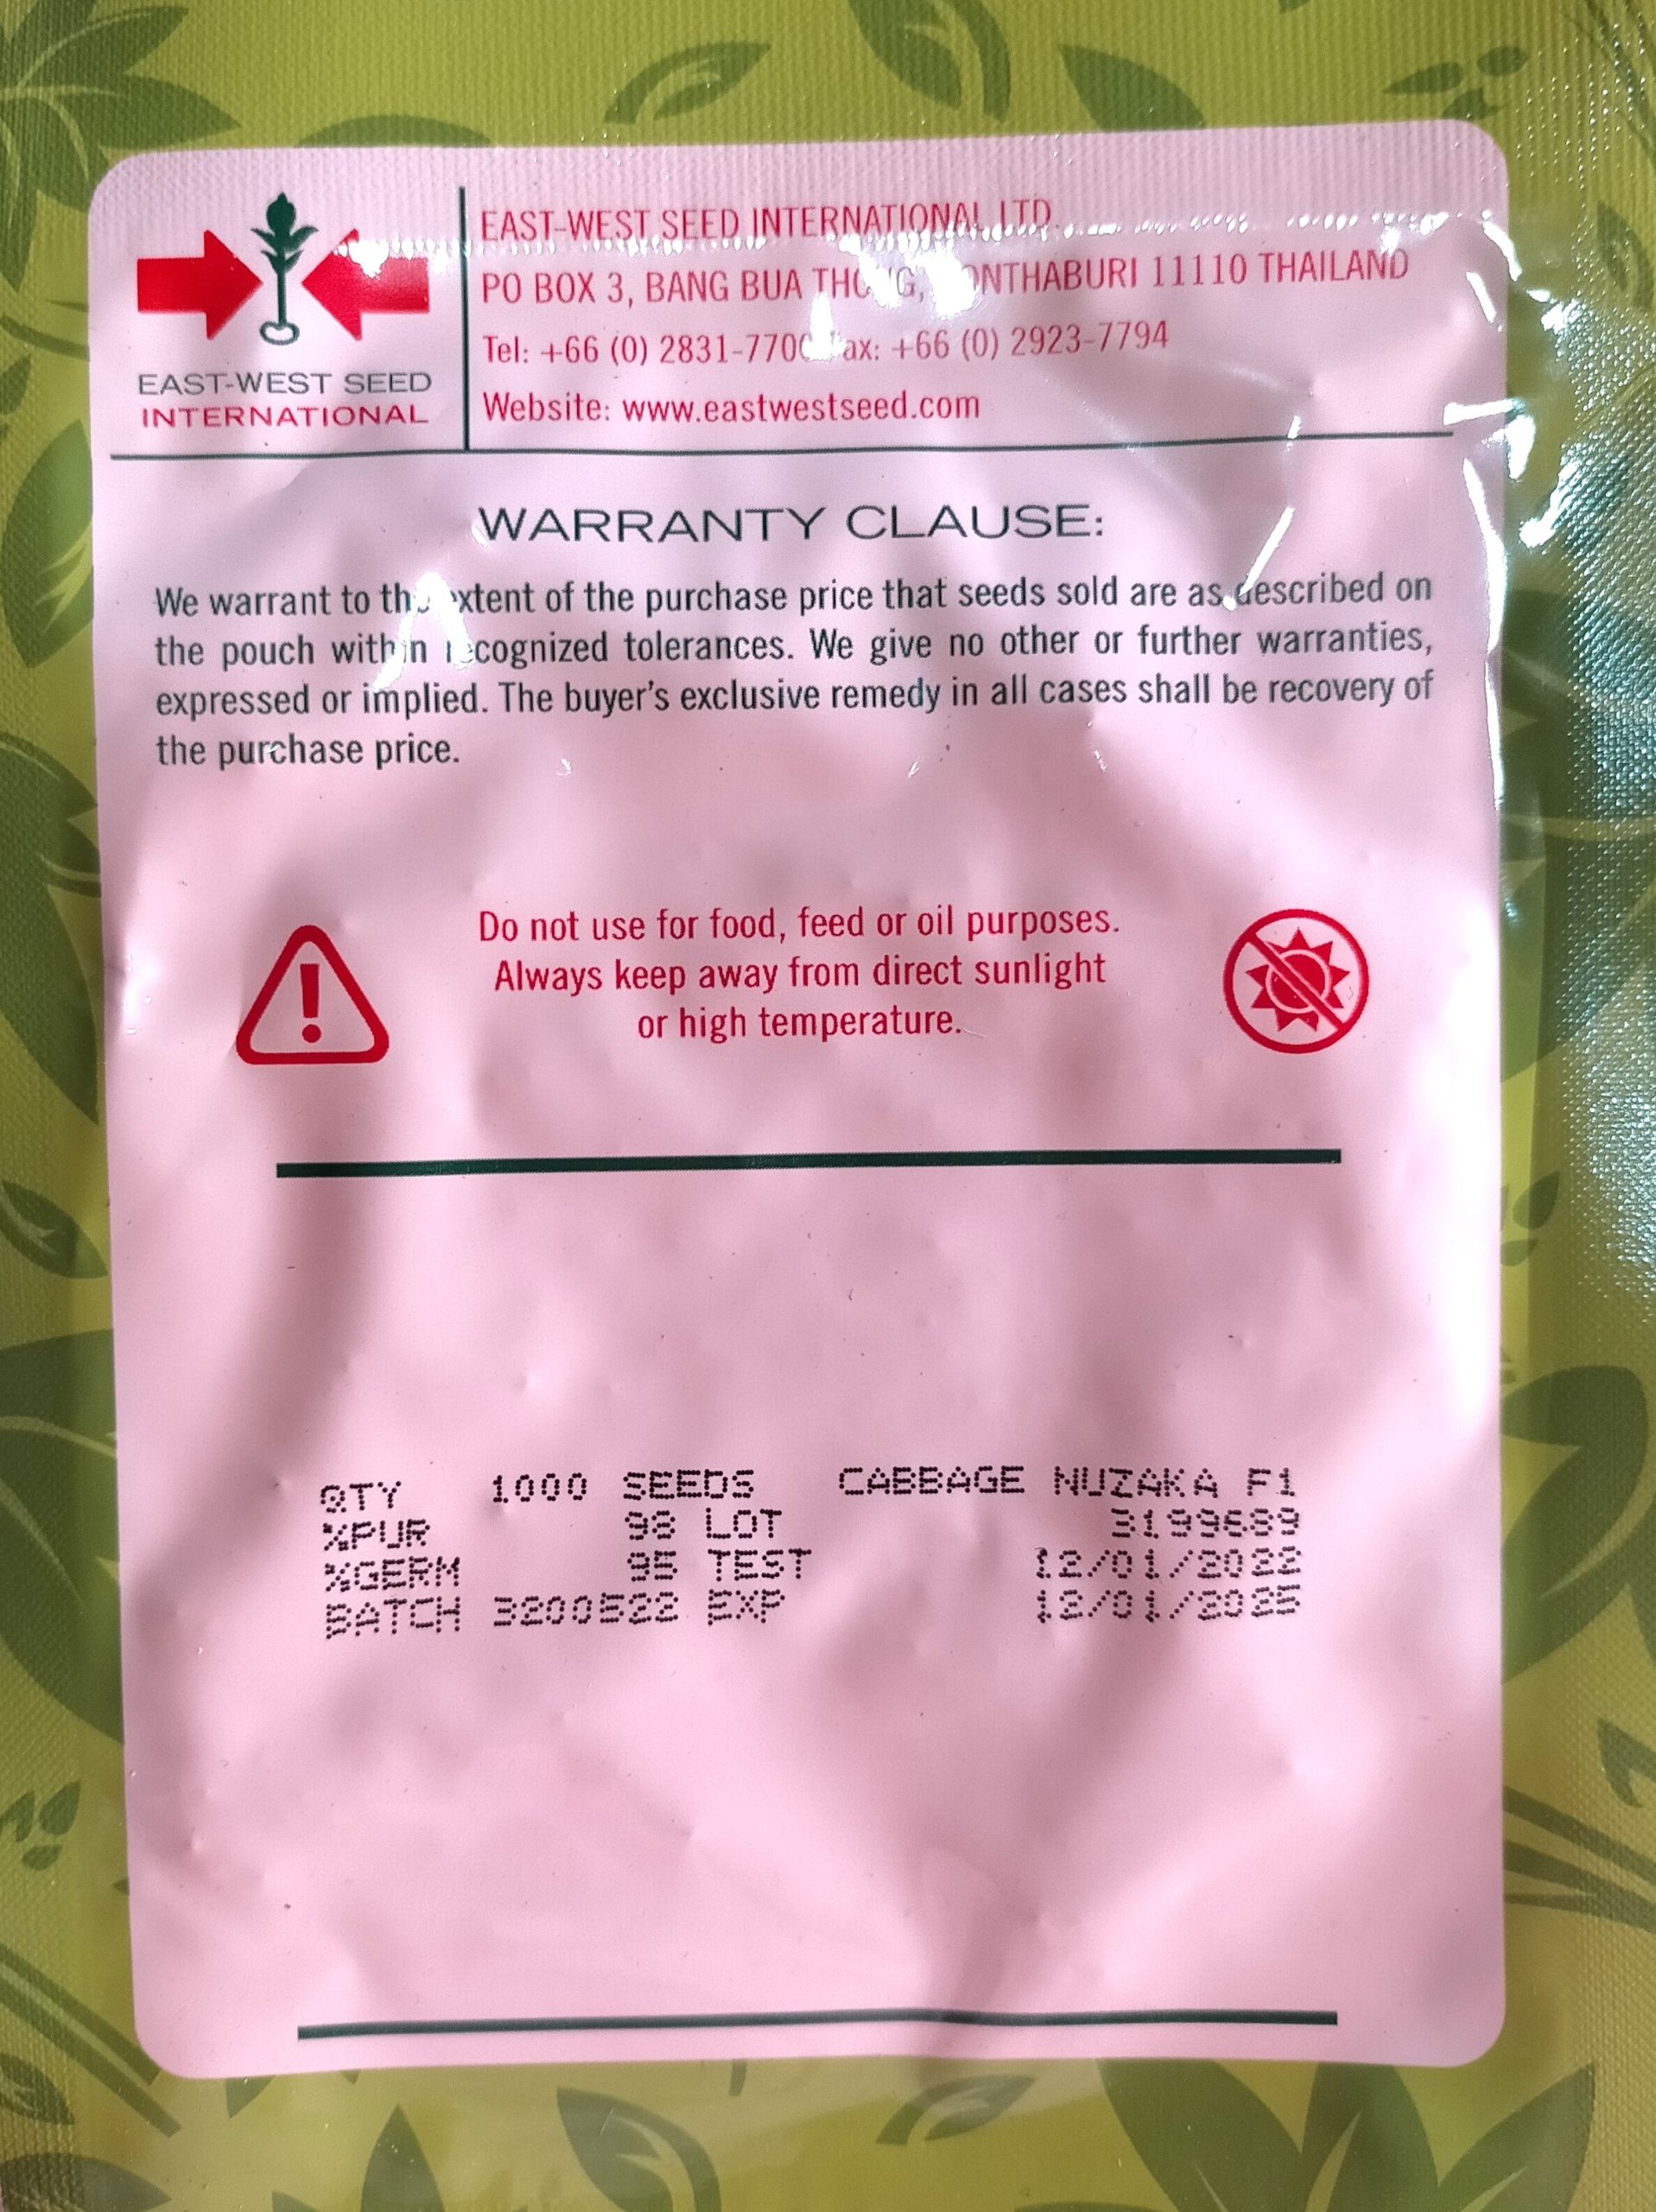 EAST-WEST SEED
INTERNATIONAL
EAST-WEST SEED INTERNATIONAL LTD.
PO BOX 3, BANG BUA THONG, NONTHABURI 11110 THAILAND
Tel: +66 (0) 2831-7700 Fax: +66 (0) 2923-7794
Website: www.eastwestseed.com
WARRANTY CLAUSE:
We warrant to the extent of the purchase price that seeds sold are as described on
the pouch within recognized tolerances. We give no other or further warranties,
expressed or implied. The buyer's exclusive remedy in all cases shall be recovery of
the purchase price.
Do not use for food, feed or oil purposes.
Always keep away from direct sunlight
or high temperature.
QTY 1000 SEEDS CABBAGE NUZAKA F1
%PUR 98 LOT
%GERM 95 TEST 12/01/2022
BATCH 3200522 EXP 12/01/2025